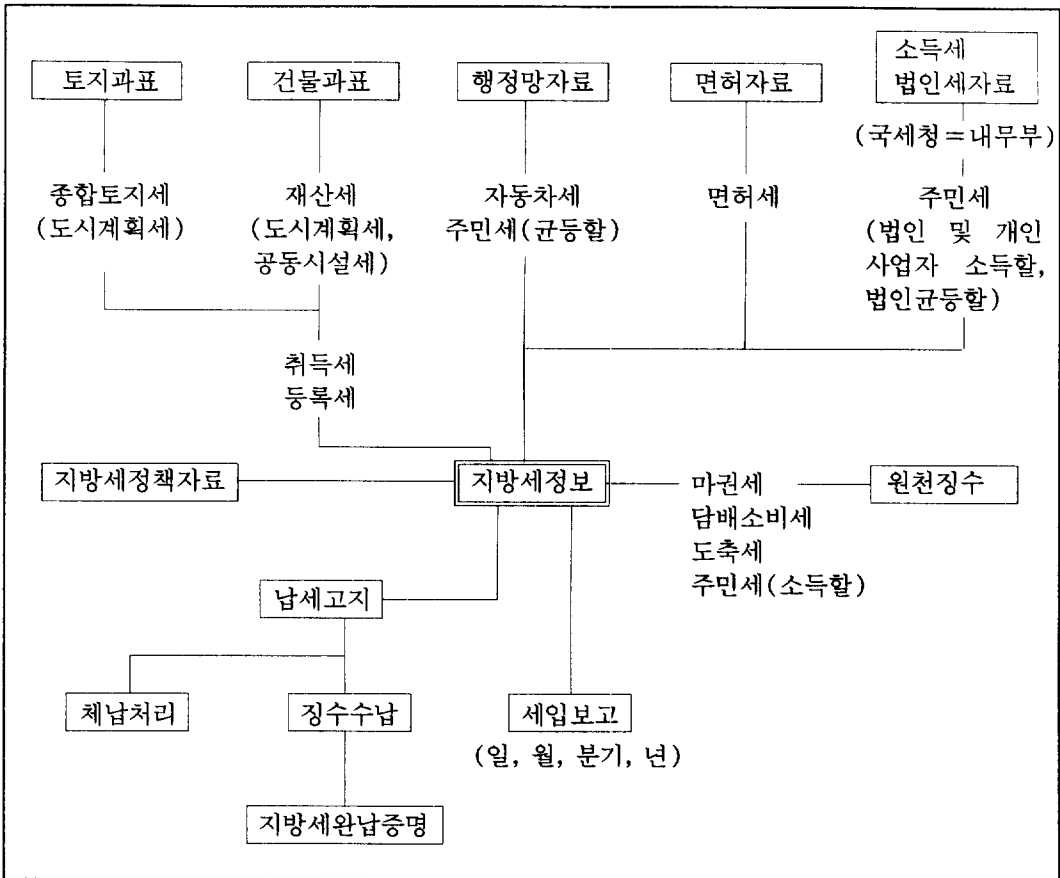 토지과표
건물과표
행정망자료
면허자료
소득세
법인세자료
(국세청=내무부)
종합토지세
(도시계획세)
재산세
(도시계획세,
공동시설세)
자동차세
주민세(균등할)
면허세
주민세
(법인 및 개인
사업자 소득할,
법인균등할)
취득세
등록세
지방세정책자료
지방세정보
마권세
담배소비세
도축세
주민세(소득할)
원천징수
납세고지
체납처리
징수수납
세입보고
(일, 월, 분기, 년)
지방세완납증명